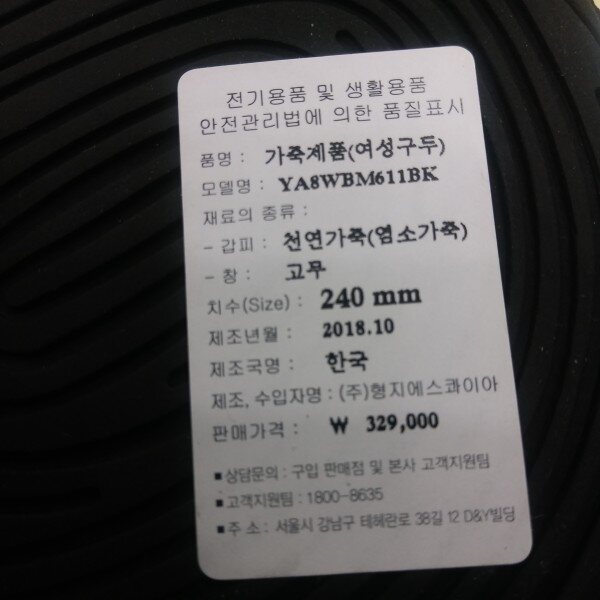 전기용품 및 생활용품
안전관리법에 의한 품질표시
품명 : 가죽제품(여성구두)
모델명 : YA8WBM611BK
재료의 종류 :
- 갑피 : 천연가죽(염소가죽)
- 창 : 고무
치수(Size) : 240 mm
제조년월 : 2018.10
제조국명 : 한국
제조, 수입자명 : (주)형지에스콰이아
판매가격 : ₩ 329,000
■상담문의 : 구입 판매점 및 본사 고객지원팀
■고객지원팀 : 1800-8635
■주 소 : 서울시 강남구 테헤란로 38길 12 D&Y빌딩